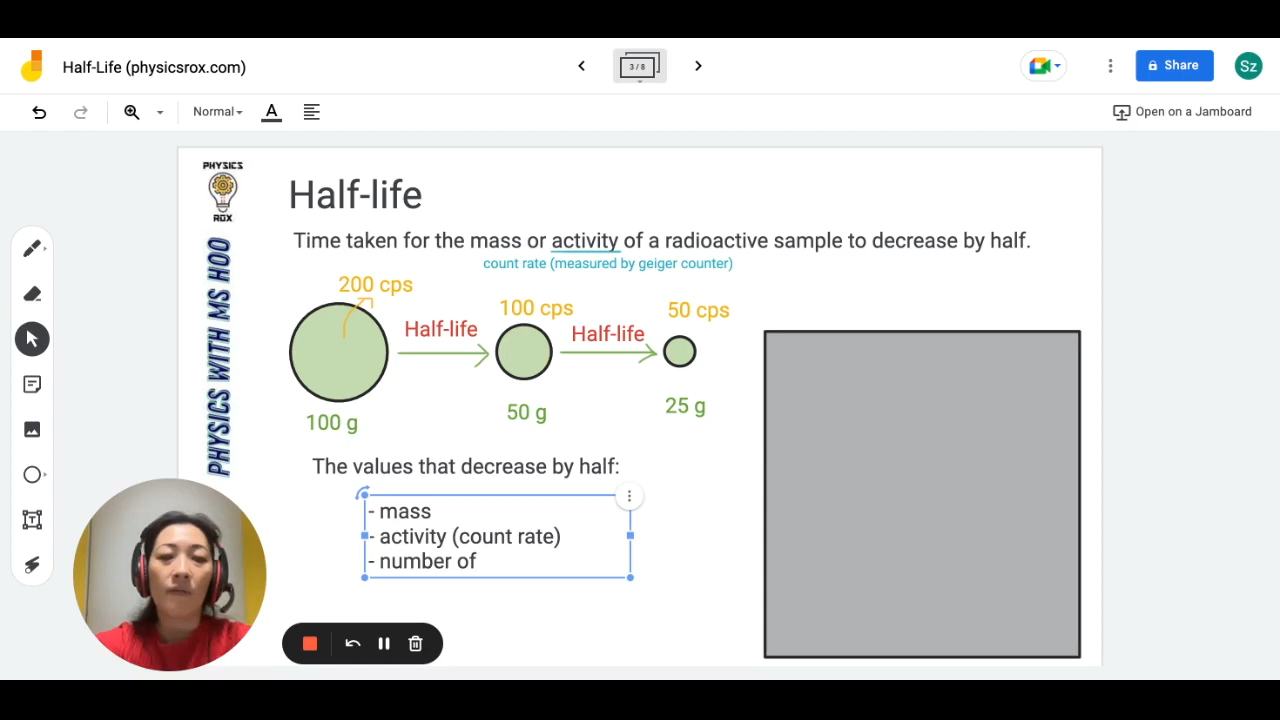 Half-Life (physicsrox.com)
3 / 8
Share
Sz
Normal
A
Open on a Jamboard
PHYSICS
ROX
PHYSICS WITH MS HOO
Half-life
Time taken for the mass or activity of a radioactive sample to decrease by half.
count rate (measured by geiger counter)
200 cps
100 cps
50 cps
Half-life
Half-life
100 g
50 g
25 g
The values that decrease by half:
- mass
- activity (count rate)
- number of
T